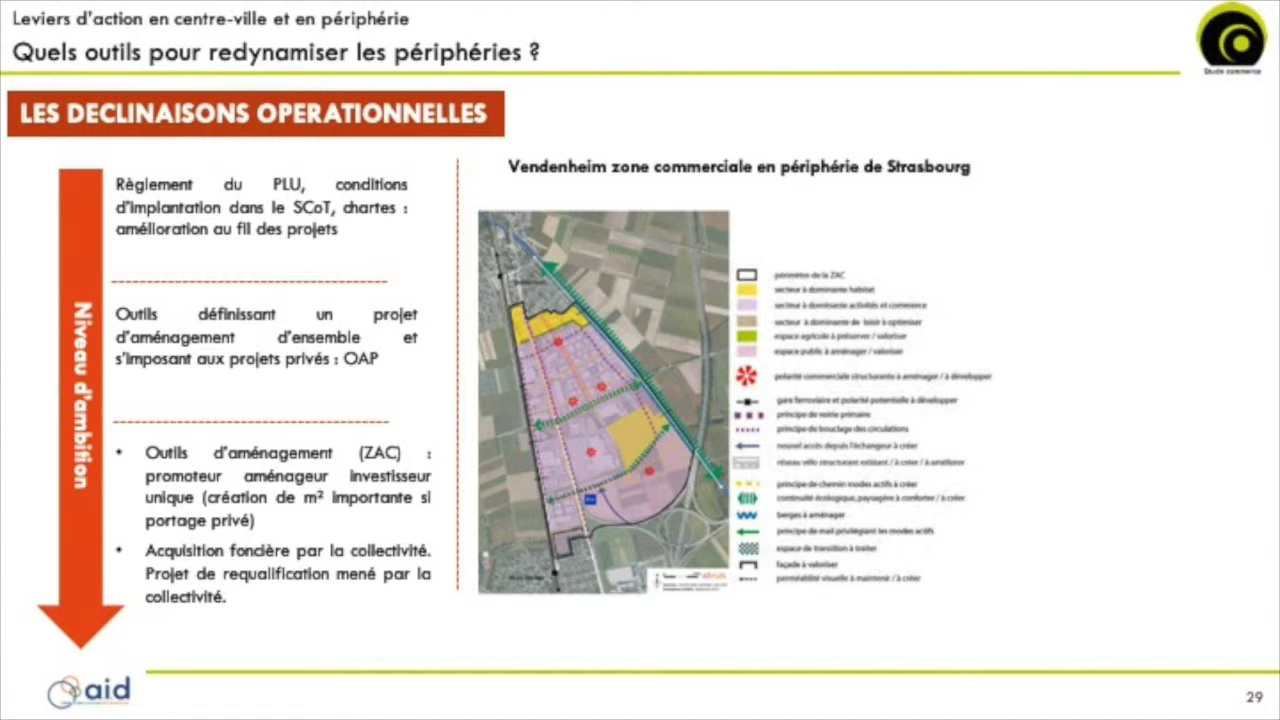 Leviers d'action en centre-ville et en périphérie
Quels outils pour redynamiser les périphéries ?
Etude commerce
LES DECLINAISONS OPERATIONNELLES
Niveau d'ambition
Règlement du PLU, conditions
d'implantation dans le SCoT, chartes :
amélioration au fil des projets
Outils définissant un projet
d'aménagement d'ensemble et
s'imposant aux projets privés : OAP
• Outils d'aménagement (ZAC) :
promoteur aménageur investisseur
unique (création de m² importante si
portage privé)
• Acquisition foncière par la collectivité.
Projet de requalification mené par la
collectivité.
Vendenheim zone commerciale en périphérie de Strasbourg
périmètre de la ZAC
secteur à dominante habitat
secteur à dominante activités et commerce
secteur à dominante de loisir à optimiser
espace agricole à préserver / valoriser
espace public à aménager / valoriser
polarité commerciale structurante à aménager / à développer
gare ferroviaire et polarité potentielle à développer
principe de voirie primaire
principe de bouclage des circulations
nouvel accès depuis l'échangeur à créer
réseau vélo structurant existant / à créer / à améliorer
principe de chemin modes actifs à créer
continuité écologique, paysagère à conforter / à créer
berges à aménager
principe de mail privilégiant les modes actifs
espace de transition à traiter
façade à valoriser
perméabilité visuelle à maintenir / à créer
aid
29